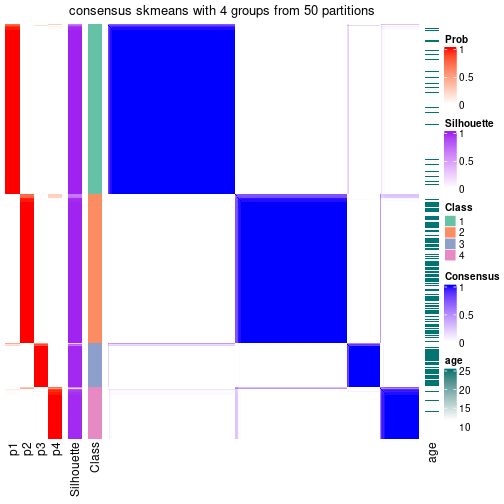 consensus skmeans with 4 groups from 50 partitions
Prob
1
0.5
0
Silhouette
1
0.5
0
Class
1
2
3
4
Consensus
1
0.5
0
age
25
20
15
10
p1
p2
p3
p4
Silhouette
Class
age